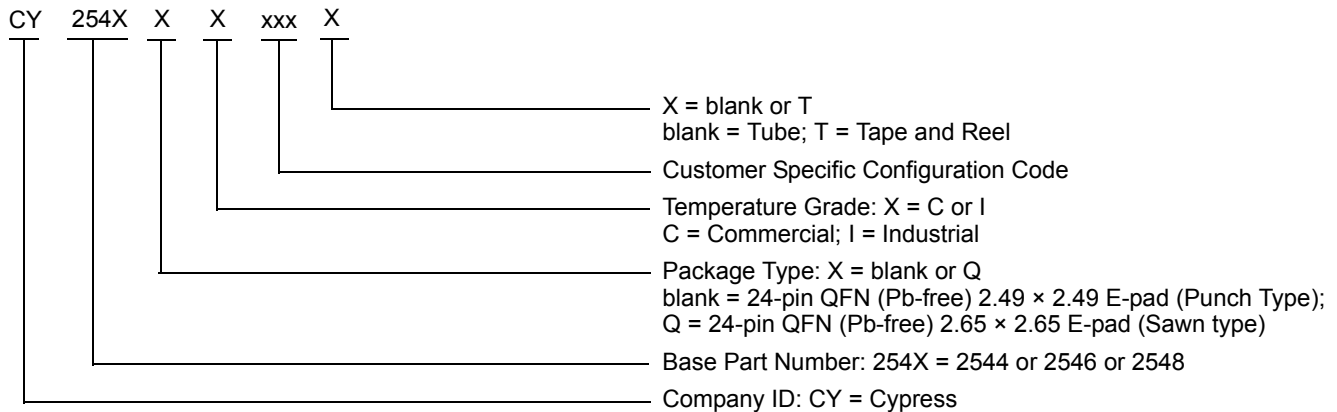 CY 254X X X xxx X
X = blank or T
blank = Tube; T = Tape and Reel
Customer Specific Configuration Code
Temperature Grade: X = C or I
C = Commercial; I = Industrial
Package Type: X = blank or Q
blank = 24-pin QFN (Pb-free) 2.49 × 2.49 E-pad (Punch Type);
Q = 24-pin QFN (Pb-free) 2.65 × 2.65 E-pad (Sawn type)
Base Part Number: 254X = 2544 or 2546 or 2548
Company ID: CY = Cypress